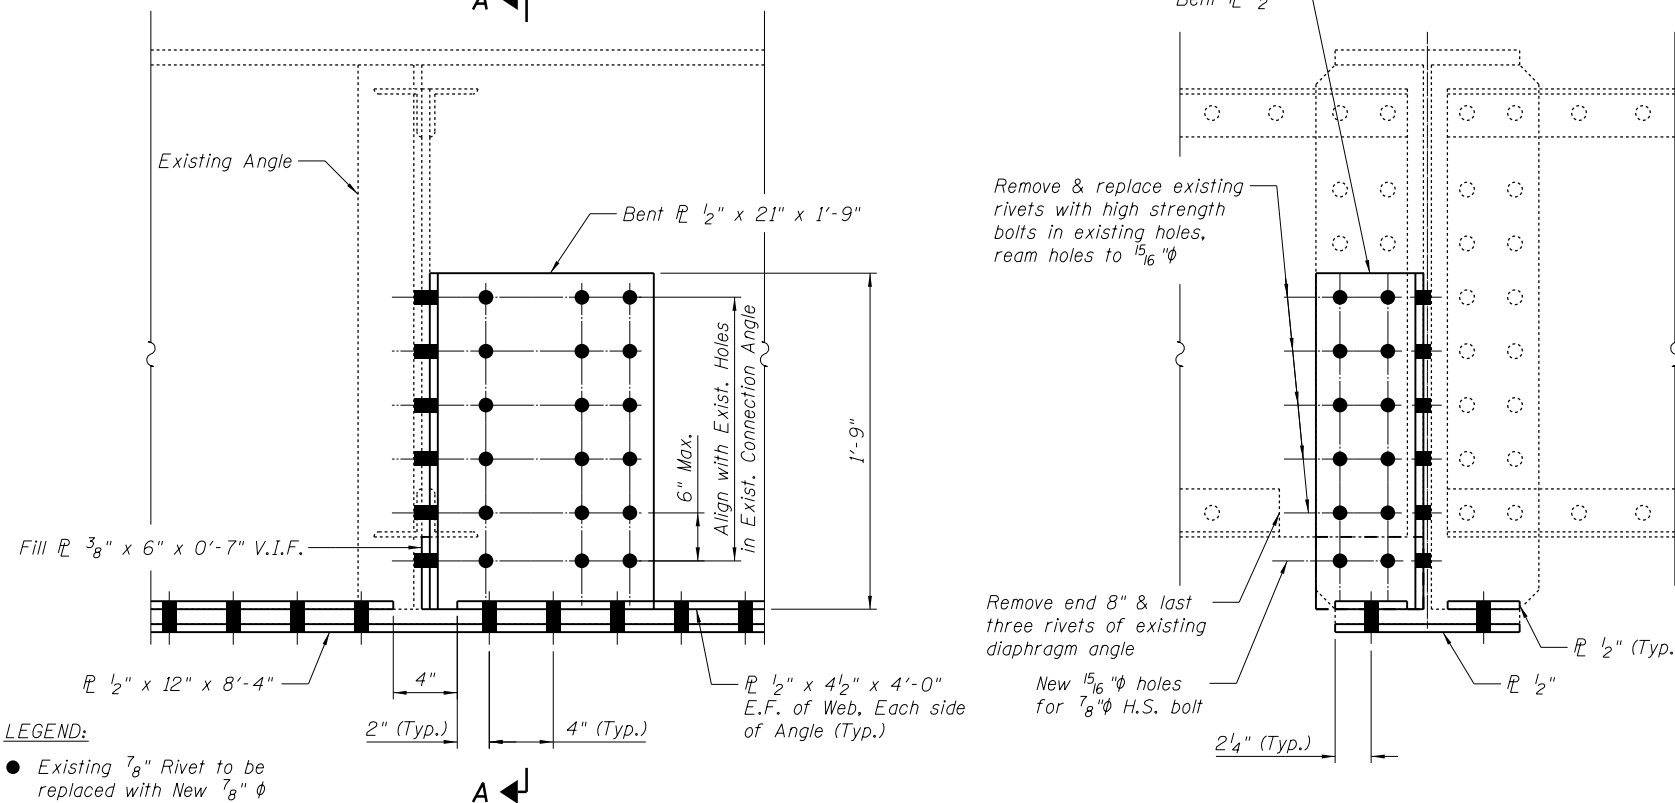 A
Bent ℞ 1/2"
Existing Angle
Bent ℞ 1/2" x 21" x 1'-9"
Remove & replace existing
rivets with high strength
bolts in existing holes,
ream holes to 15/16"ϕ
Align with Exist. Holes
in Exist. Connection Angle
6" Max.
1'-9"
Fill ℞ 3/8" x 6" x 0'-7" V.I.F.
Remove end 8" & last
three rivets of existing
diaphragm angle
℞ 1/2" (Typ.
℞ 1/2" x 12" x 8'-4"
4"
℞ 1/2" x 4 1/2" x 4'-0"
E.F. of Web, Each side
of Angle (Typ.)
New 15/16"ϕ holes
for 7/8"ϕ H.S. bolt
℞ 1/2"
2" (Typ.)
4" (Typ.)
2 1/4" (Typ.)
LEGEND:
Existing 7/8" Rivet to be
replaced with New 7/8" ϕ
A